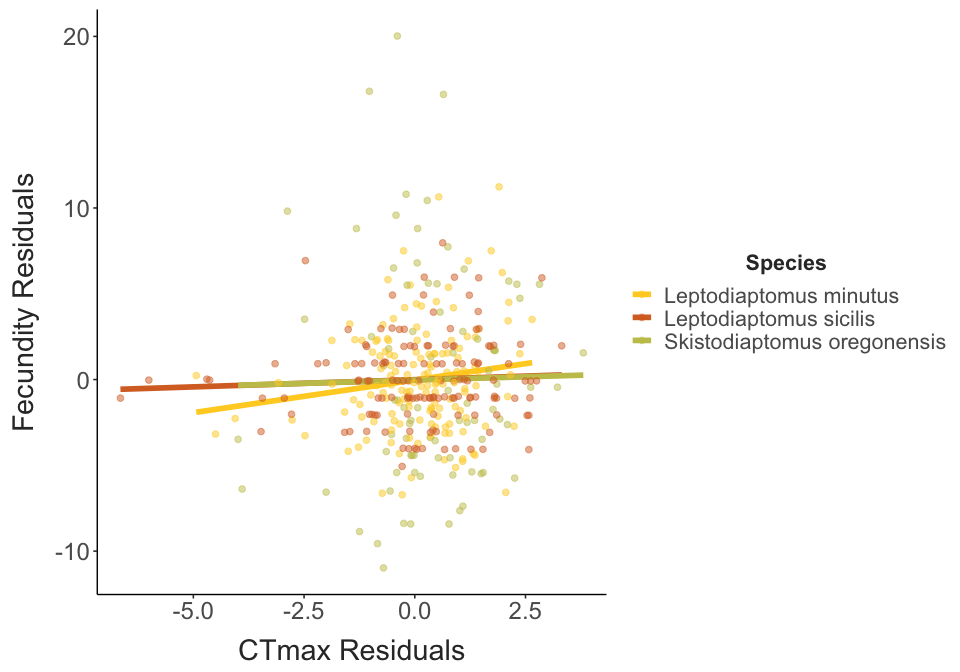 20
10
0
-10
Fecundity Residuals
-5.0 -2.5 0.0 2.5
CTmax Residuals
Species
Leptodiaptomus minutus
Leptodiaptomus sicilis
Skistodiaptomus oregonensis